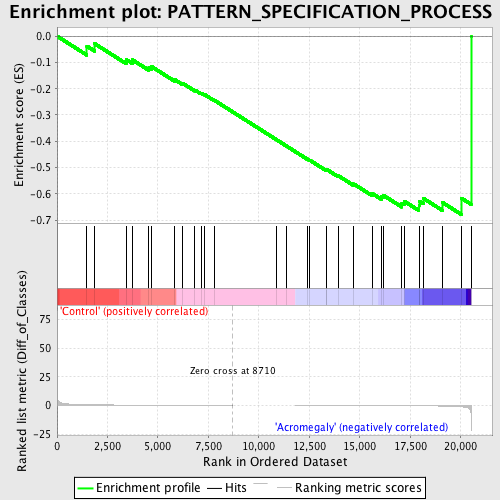 Enrichment plot: PATTERN_SPECIFICATION_PROCESS
Enrichment score (ES)
0.0
-0.1
-0.2
-0.3
-0.4
-0.5
-0.6
-0.7
'Control' (positively correlated)
Ranked list metric (Diff_of_Classes)
75
50
25
0
-25
Zero cross at 8710
'Acromegaly' (negatively correlated)
0 2,500 5,000 7,500 10,000 12,500 15,000 17,500 20,000
Rank in Ordered Dataset
Enrichment profile Hits Ranking metric scores